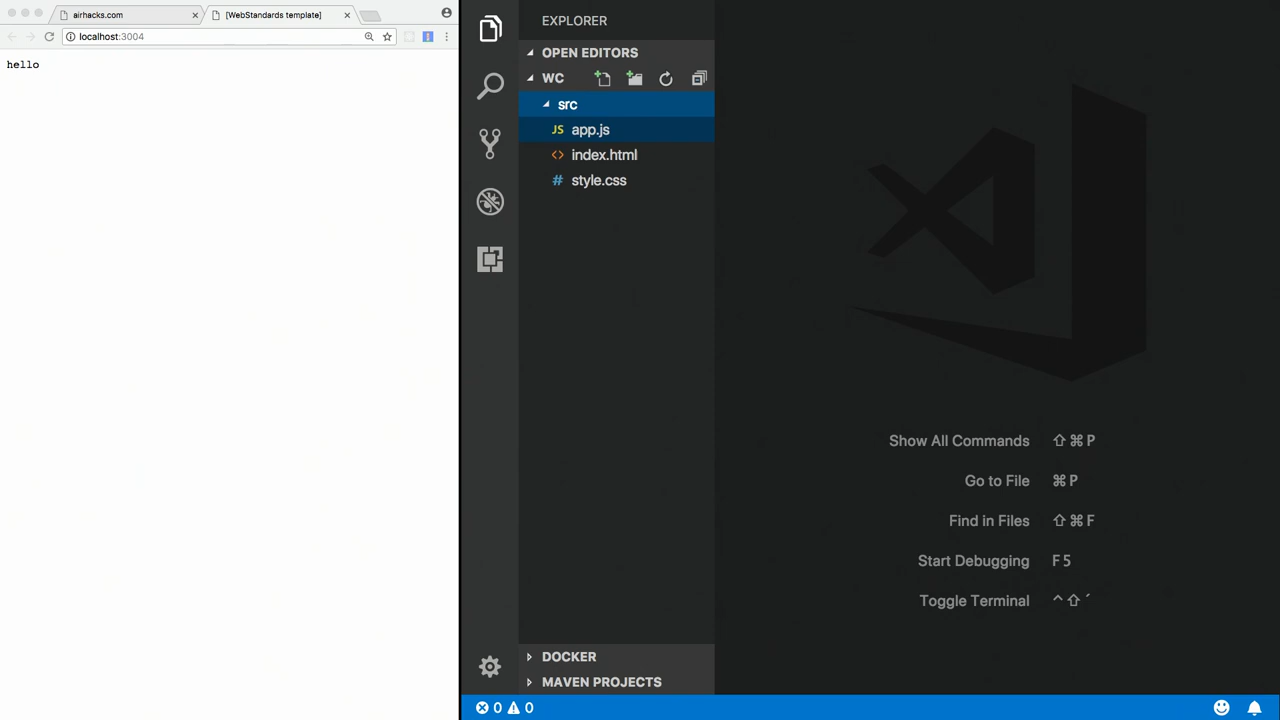 airhacks.com
[WebStandards template]
localhost:3004
hello
EXPLORER
OPEN EDITORS
WC
src
JS app.js
<> index.html
# style.css
Show All Commands ⇧⌘P
Go to File ⌘P
Find in Files ⇧⌘F
Start Debugging F5
Toggle Terminal ^⇧´
DOCKER
MAVEN PROJECTS
0 0